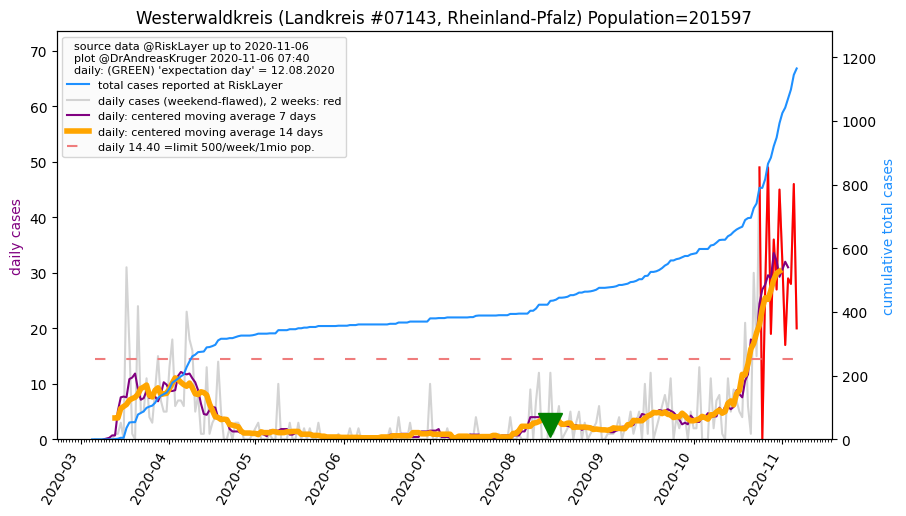 Westerwaldkreis (Landkreis #07143, Rheinland-Pfalz) Population=201597
source data @RiskLayer up to 2020-11-06
plot @DrAndreasKruger 2020-11-06 07:40
daily: (GREEN) 'expectation day' = 12.08.2020
total cases reported at RiskLayer
daily cases (weekend-flawed), 2 weeks: red
daily: centered moving average 7 days
daily: centered moving average 14 days
daily 14.40 =limit 500/week/1mio pop.
daily cases
70
60
50
40
30
20
10
0
cumulative total cases
1200
1000
800
600
400
200
0
2020-03
2020-04
2020-05
2020-06
2020-07
2020-08
2020-09
2020-10
2020-11